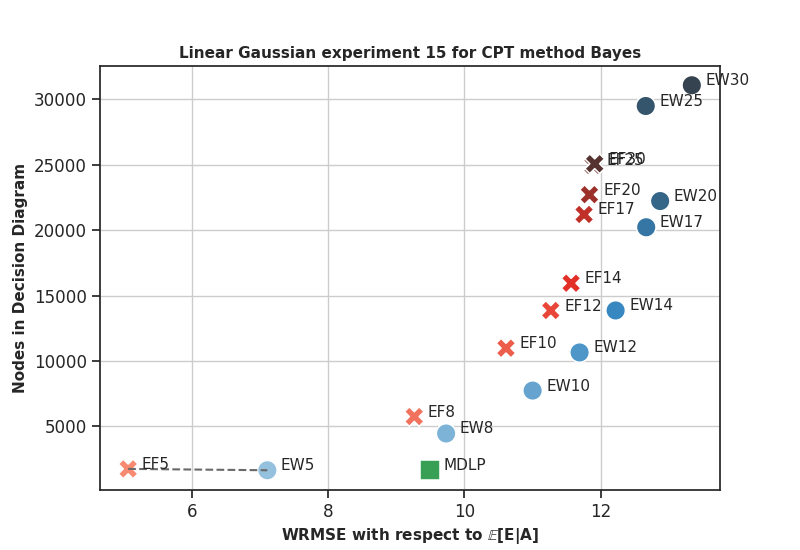 Linear Gaussian experiment 15 for CPT method Bayes
Nodes in Decision Diagram
30000
25000
20000
15000
10000
5000
EW30
EW25
EF30
EF25
EF20
EW20
EF17
EW17
EF14
EF12
EW14
EF10
EW12
EW10
EF8
EW8
EF5
EW5
MDLP
6
8
10
12
WRMSE with respect to 𝔼[E|A]